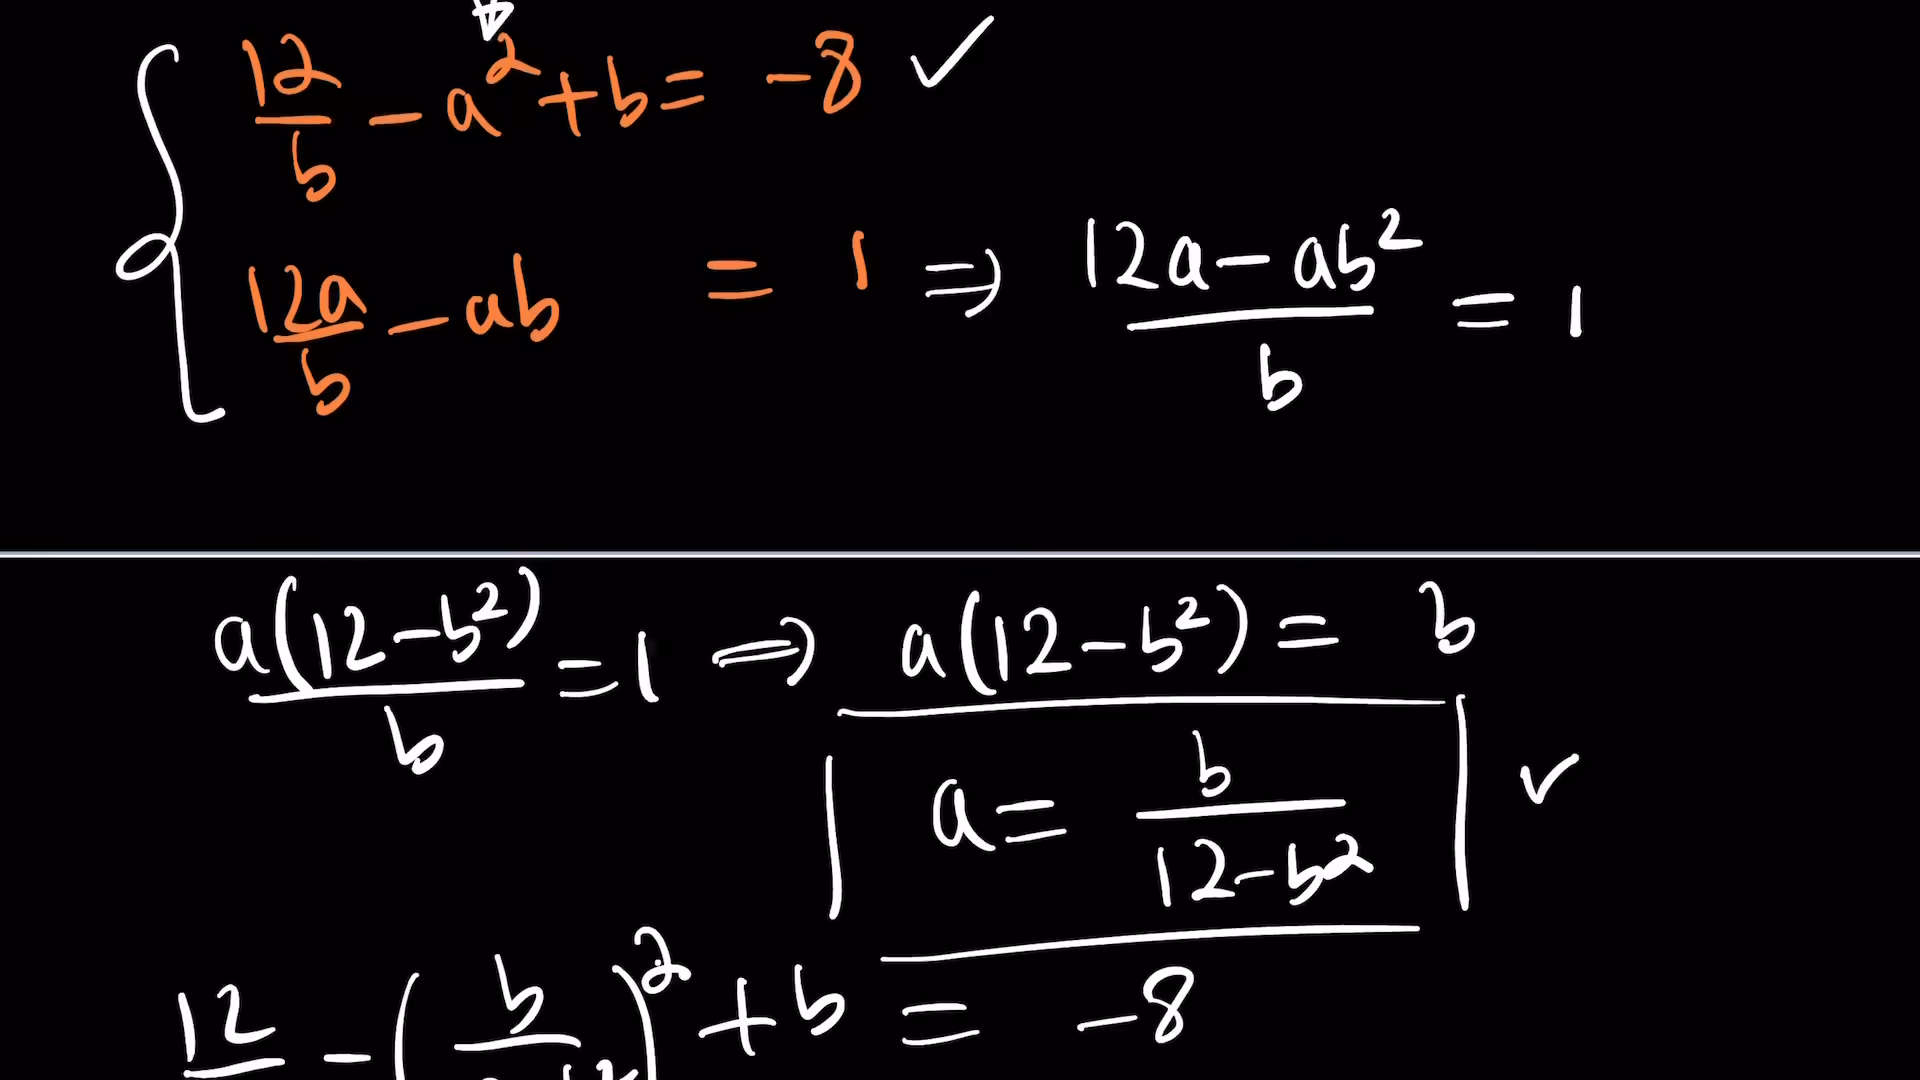 12/b - a² + b = -8 ✓
12a/b - ab = 1 ⇒ (12a - ab²)/b = 1
a(12 - b²)/b = 1 ⇒ a(12 - b²) = b
a = b/(12 - b²) ✓
12 - (b/ )² + b = -8